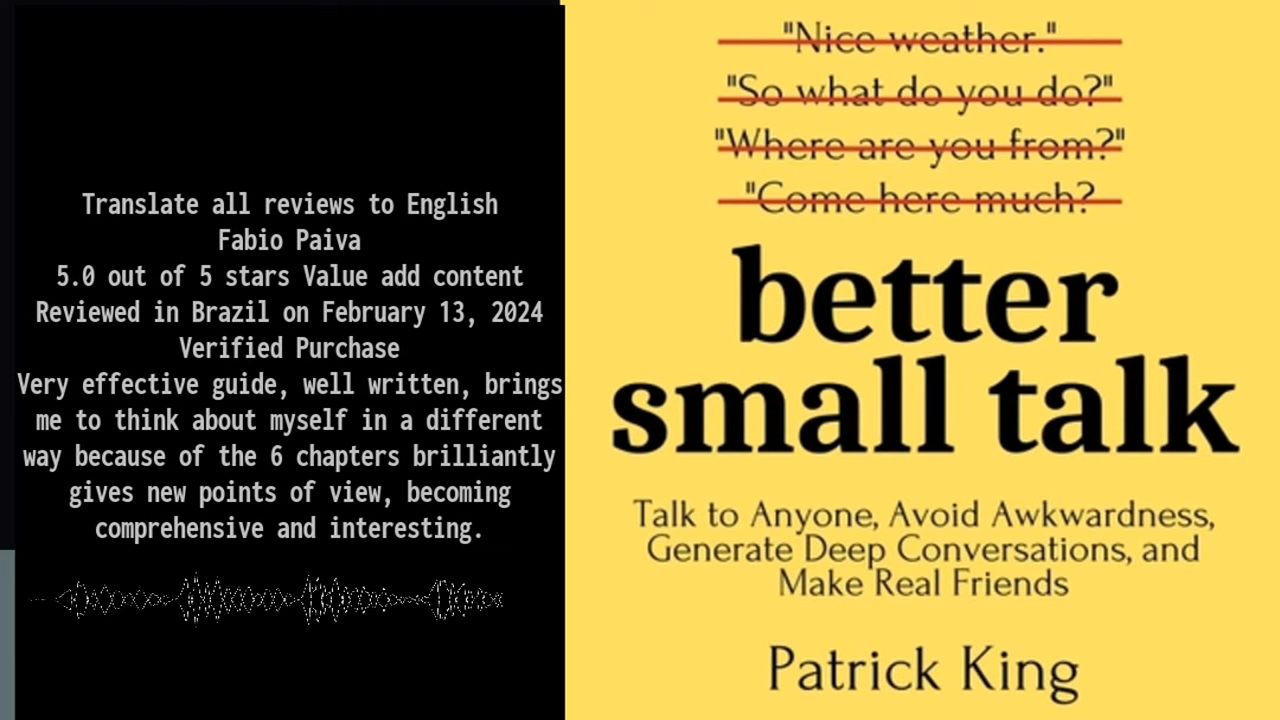 Translate all reviews to English
Fabio Paiva
5.0 out of 5 stars Value add content
Reviewed in Brazil on February 13, 2024
Verified Purchase
Very effective guide, well written, brings
me to think about myself in a different
way because of the 6 chapters brilliantly
gives new points of view, becoming
comprehensive and interesting.
"Nice weather."
"So what do you do?"
"Where are you from?"
"Come here much?
better
small talk
Talk to Anyone, Avoid Awkwardness,
Generate Deep Conversations, and
Make Real Friends
Patrick King